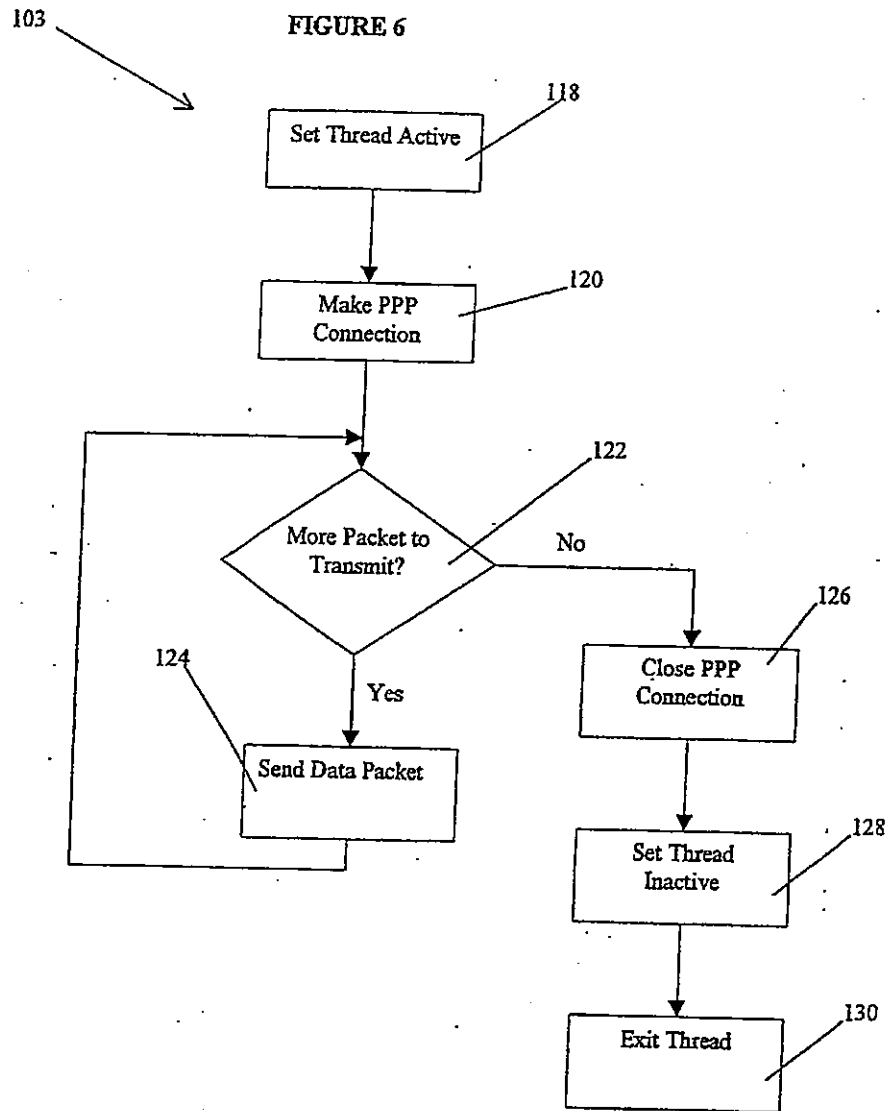 103
FIGURE 6
118
Set Thread Active
120
Make PPP
Connection
122
More Packet to
Transmit?
No
126
Close PPP
Connection
124
Yes
Send Data Packet
128
Set Thread
Inactive
130
Exit Thread